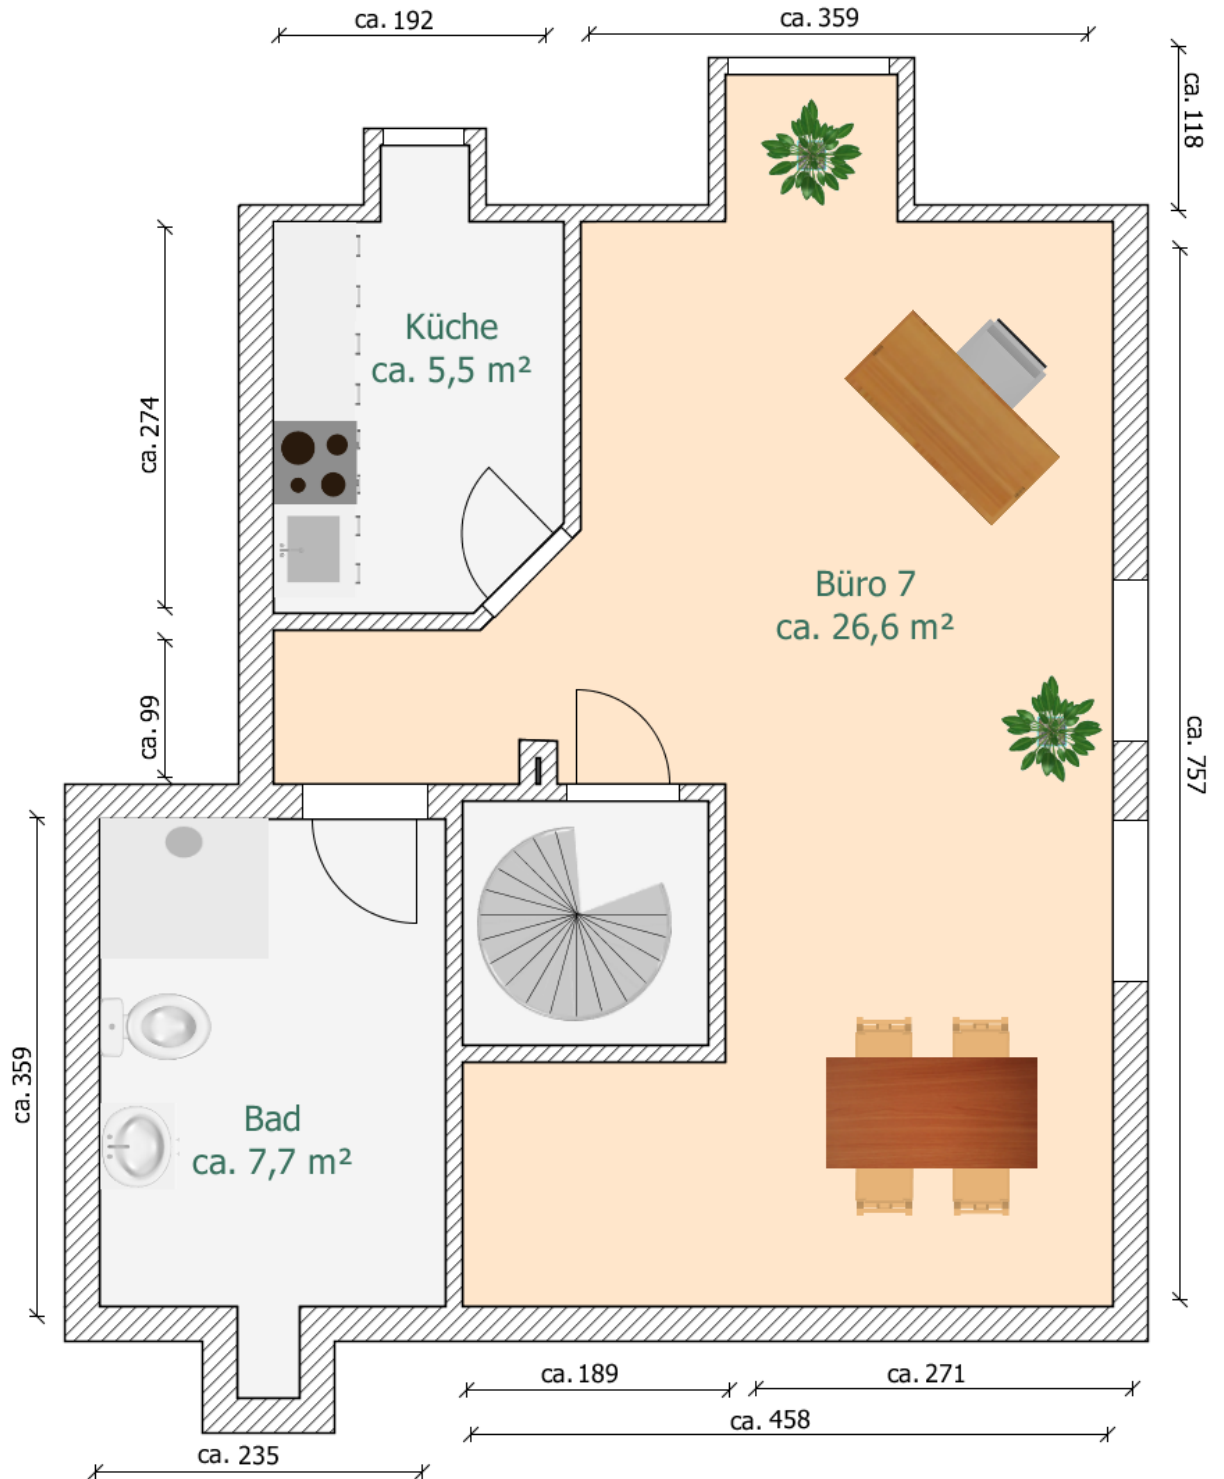 ca. 192
ca. 359
ca. 118
Küche
ca. 5,5 m²
ca. 274
Büro 7
ca. 26,6 m²
ca. 99
ca. 757
ca. 359
Bad
ca. 7,7 m²
ca. 189
ca. 271
ca. 458
ca. 235